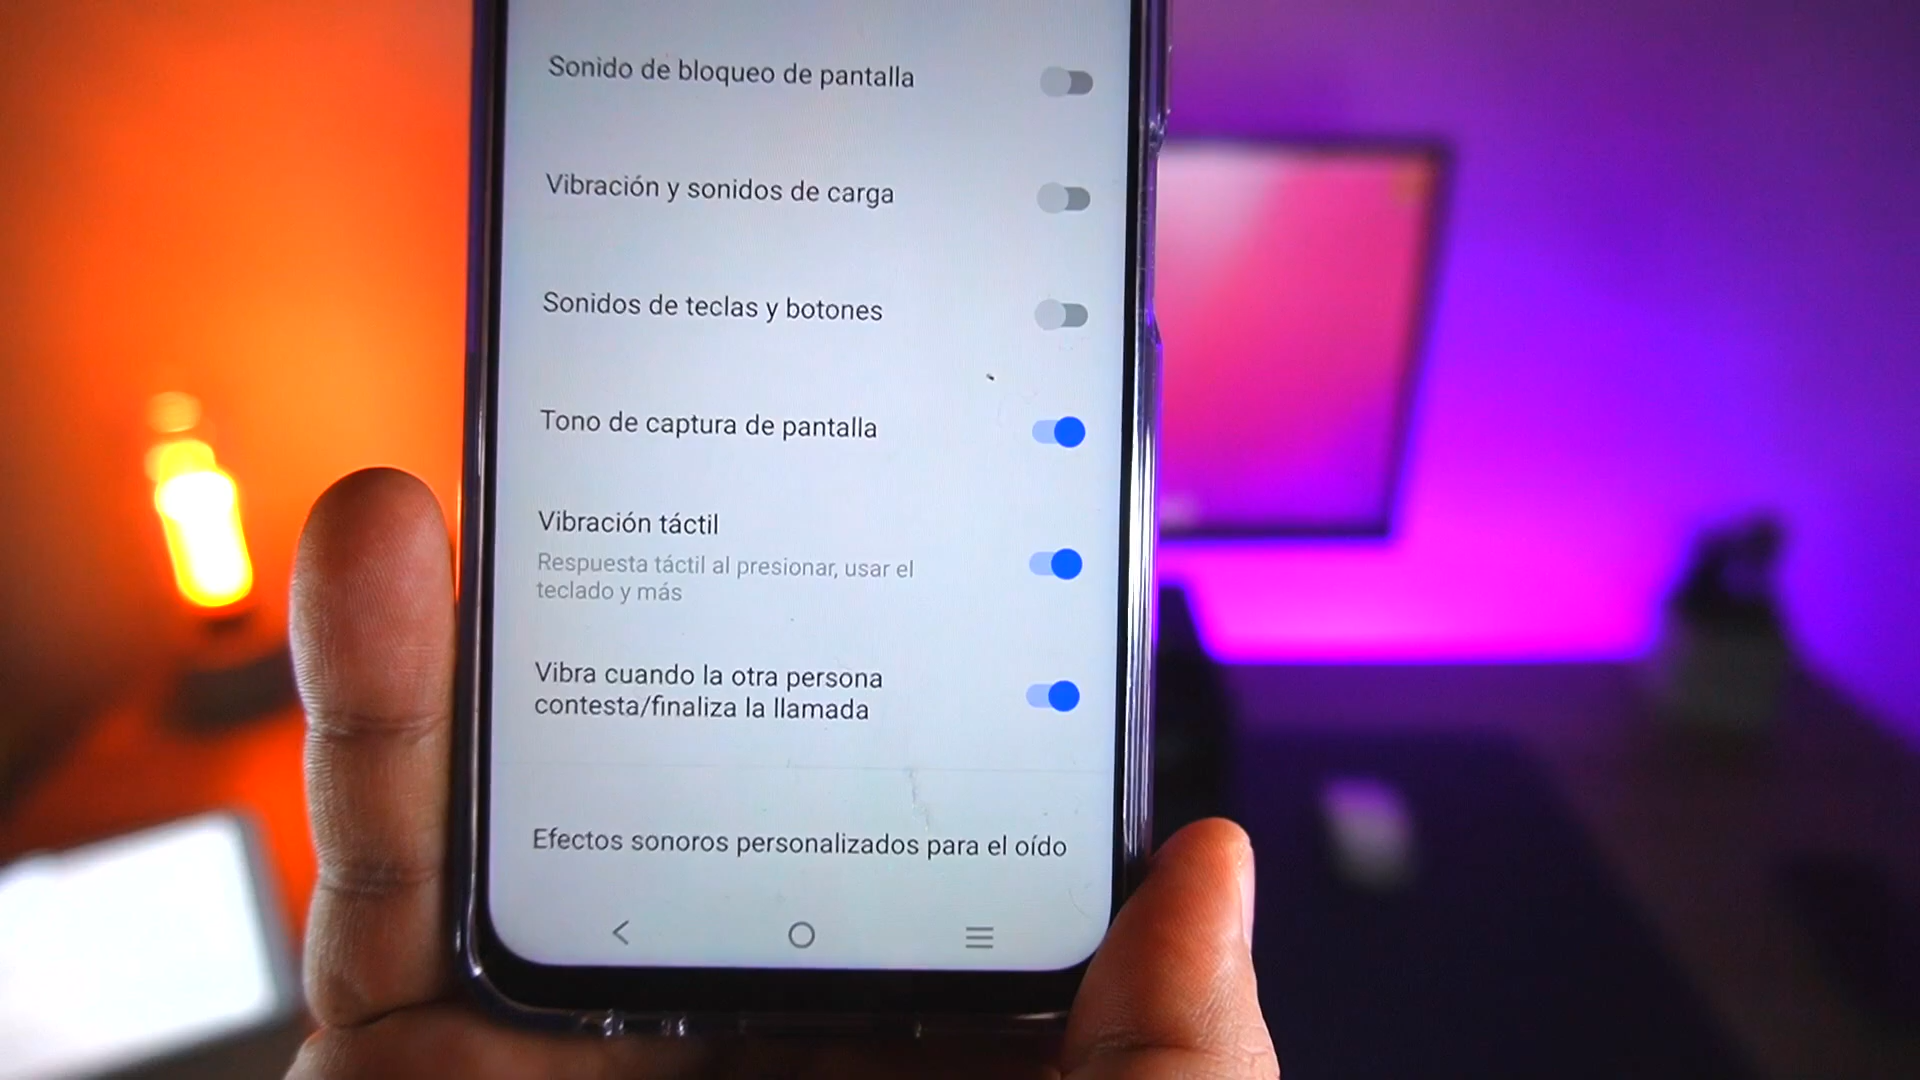 Sonido de bloqueo de pantalla
Vibración y sonidos de carga
Sonidos de teclas y botones
Tono de captura de pantalla
Vibración táctil
Respuesta táctil al presionar, usar el
teclado y más
Vibra cuando la otra persona
contesta/finaliza la llamada
Efectos sonoros personalizados para el oído